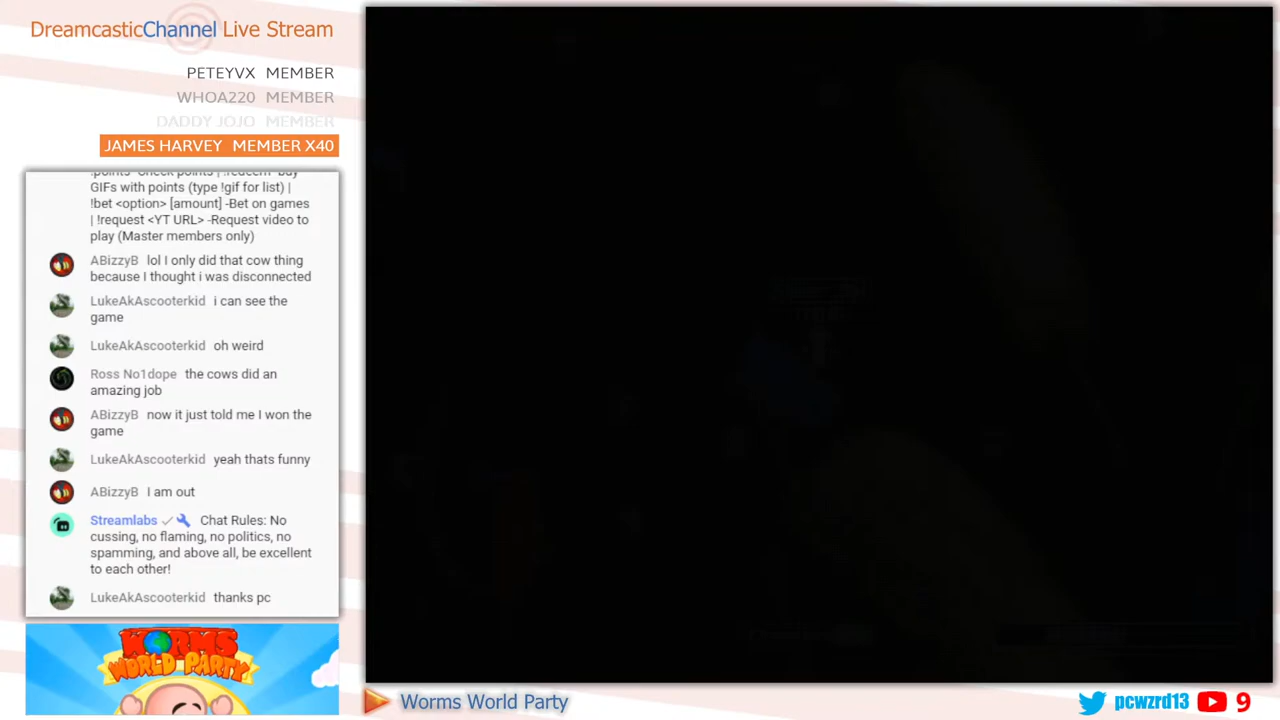 DreamcasticChannel Live Stream
PETEYVX MEMBER
WHOA220 MEMBER
DADDY JOJO MEMBER
JAMES HARVEY MEMBER X40
!points -Check points | !redeem -buy
GIFs with points (type !gif for list) |
!bet <option> [amount] -Bet on games
| !request <YT URL> -Request video to
play (Master members only)
ABizzyB lol I only did that cow thing
because I thought i was disconnected
LukeAkAscooterkid i can see the
game
LukeAkAscooterkid oh weird
Ross No1dope the cows did an
amazing job
ABizzyB now it just told me I won the
game
LukeAkAscooterkid yeah thats funny
ABizzyB I am out
Streamlabs Chat Rules: No
cussing, no flaming, no politics, no
spamming, and above all, be excellent
to each other!
LukeAkAscooterkid thanks pc
WORMS
WORLD PARTY
Worms World Party
pcwzrd13 9